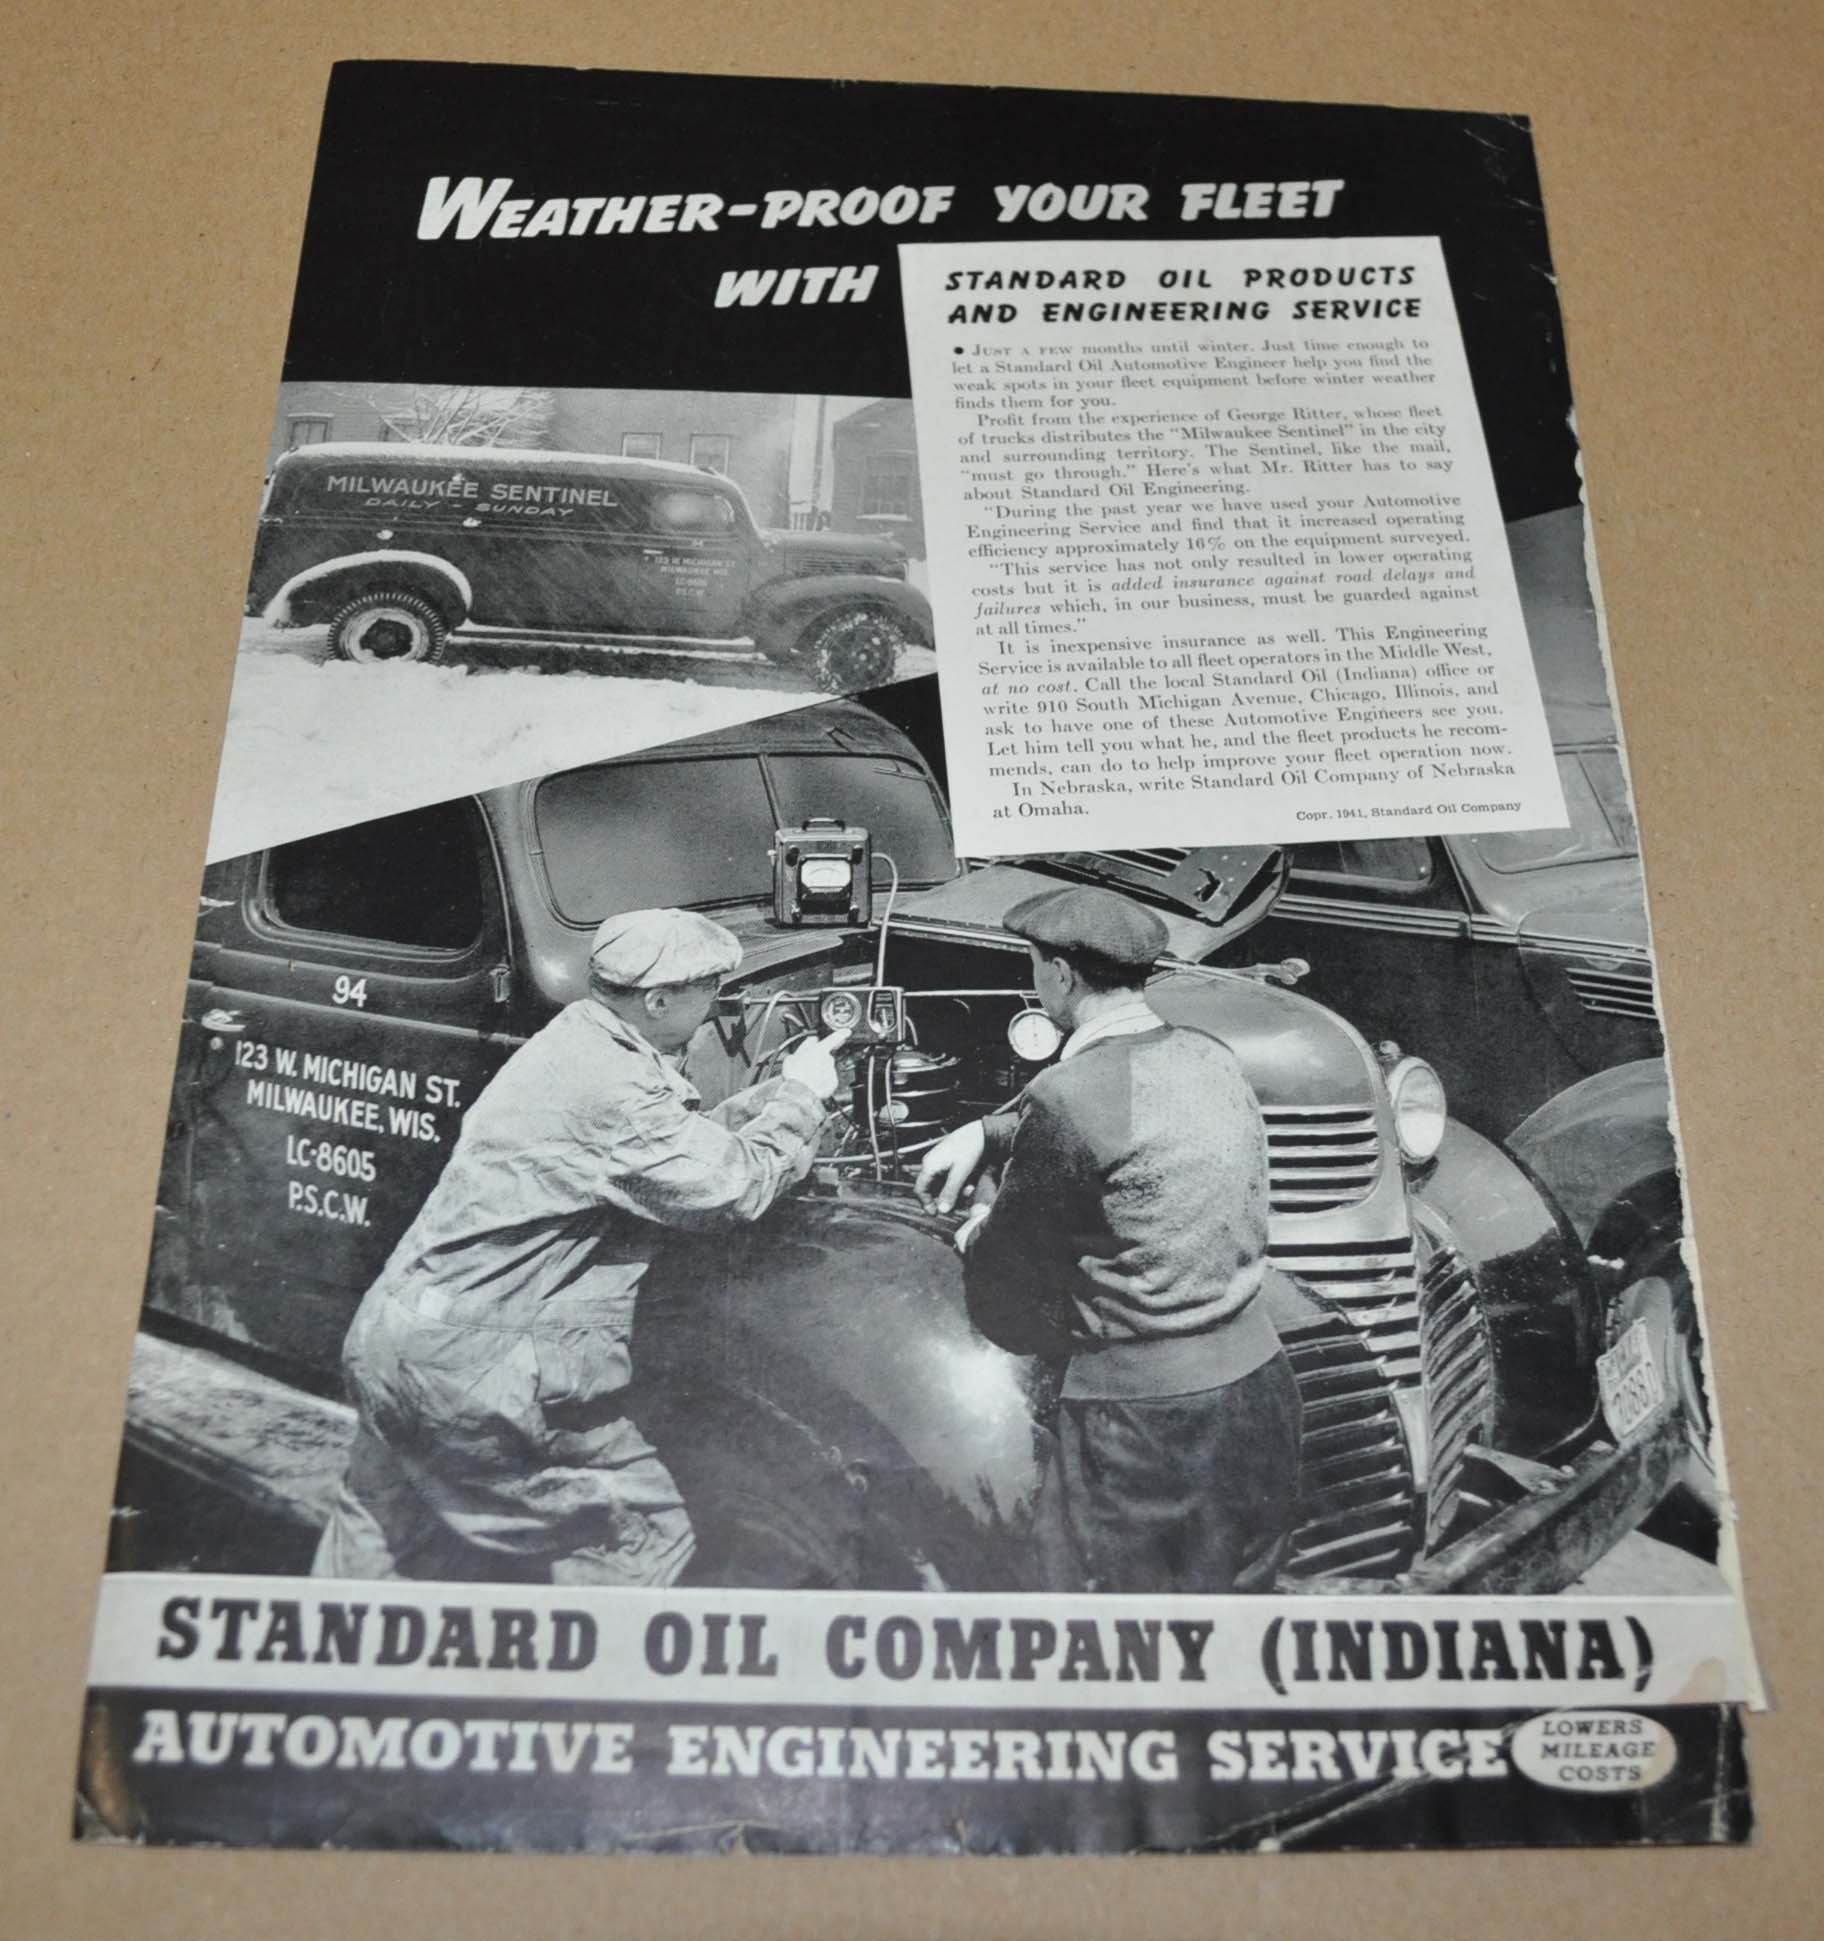 WEATHER-PROOF YOUR FLEET
WITH
STANDARD OIL PRODUCTS
AND ENGINEERING SERVICE
• JUST A FEW months until winter. Just time enough to
let a Standard Oil Automotive Engineer help you find the
weak spots in your fleet equipment before winter weather
finds them for you.
Profit from the experience of George Ritter, whose fleet
of trucks distributes the "Milwaukee Sentinel" in the city
and surrounding territory. The Sentinel, like the mail,
"must go through." Here's what Mr. Ritter has to say
about Standard Oil Engineering.
"During the past year we have used your Automotive
Engineering Service and find that it increased operating
efficiency approximately 16% on the equipment surveyed.
"This service has not only resulted in lower operating
costs but it is added insurance against road delays and
failures which, in our business, must be guarded against
at all times."
It is inexpensive insurance as well. This Engineering
Service is available to all fleet operators in the Middle West,
at no cost. Call the local Standard Oil (Indiana) office or
write 910 South Michigan Avenue, Chicago, Illinois, and
ask to have one of these Automotive Engineers see you.
Let him tell you what he, and the fleet products he recom-
mends, can do to help improve your fleet operation now.
In Nebraska, write Standard Oil Company of Nebraska
at Omaha.
Copr. 1941, Standard Oil Company
MILWAUKEE SENTINEL
DAILY - SUNDAY
94
123 W. MICHIGAN ST.
MILWAUKEE, WIS.
LC-8605
P.S.C.W.
94
123 W. MICHIGAN ST.
MILWAUKEE, WIS.
LC-8605
P.S.C.W.
STANDARD OIL COMPANY (INDIANA)
AUTOMOTIVE ENGINEERING SERVICE
LOWERS
MILEAGE
COSTS